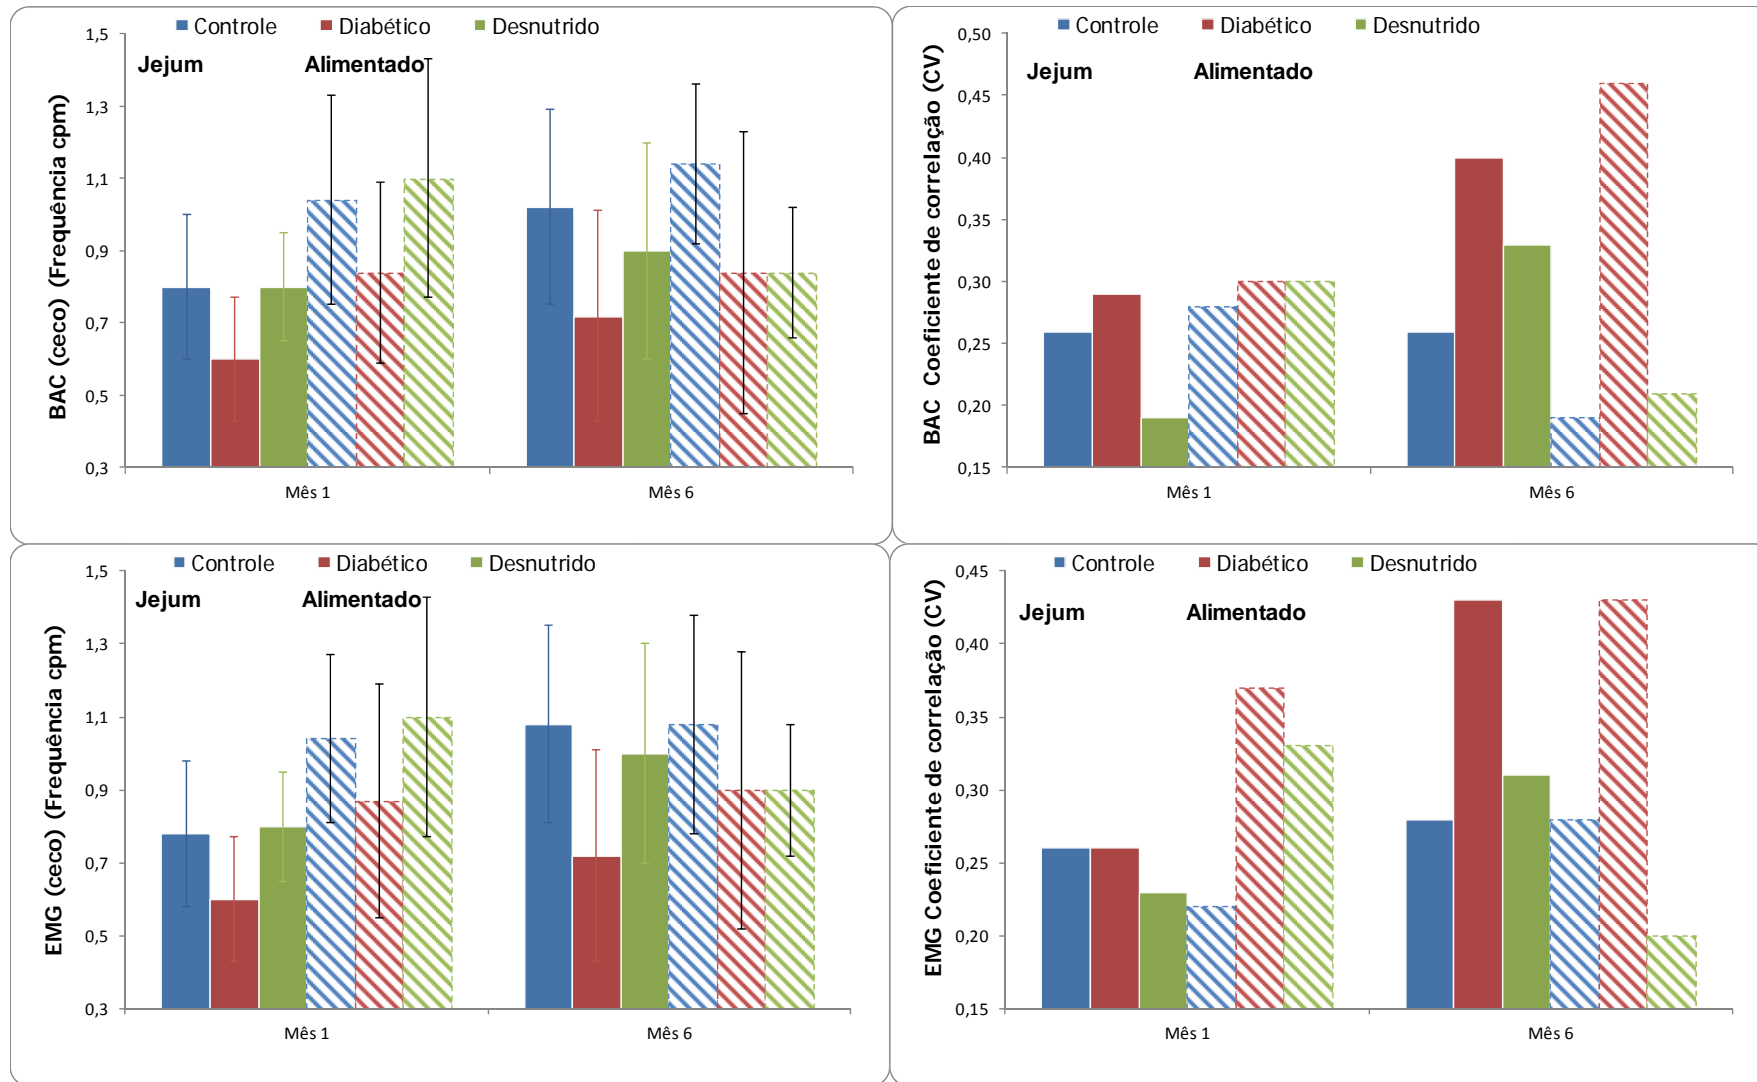 Controle Diabético Desnutrido
Jejum Alimentado
BAC (ceco) (Frequência cpm)
1,5
1,3
1,1
0,9
0,7
0,5
0,3
Mês 1 Mês 6
Controle Diabético Desnutrido
Jejum Alimentado
BAC Coeficiente de correlação (CV)
0,50
0,45
0,40
0,35
0,30
0,25
0,20
0,15
Mês 1 Mês 6
Controle Diabético Desnutrido
Jejum Alimentado
EMG (ceco) (Frequência cpm)
1,5
1,3
1,1
0,9
0,7
0,5
0,3
Mês 1 Mês 6
Controle Diabético Desnutrido
Jejum Alimentado
EMG Coeficiente de correlação (CV)
0,45
0,40
0,35
0,30
0,25
0,20
0,15
Mês 1 Mês 6